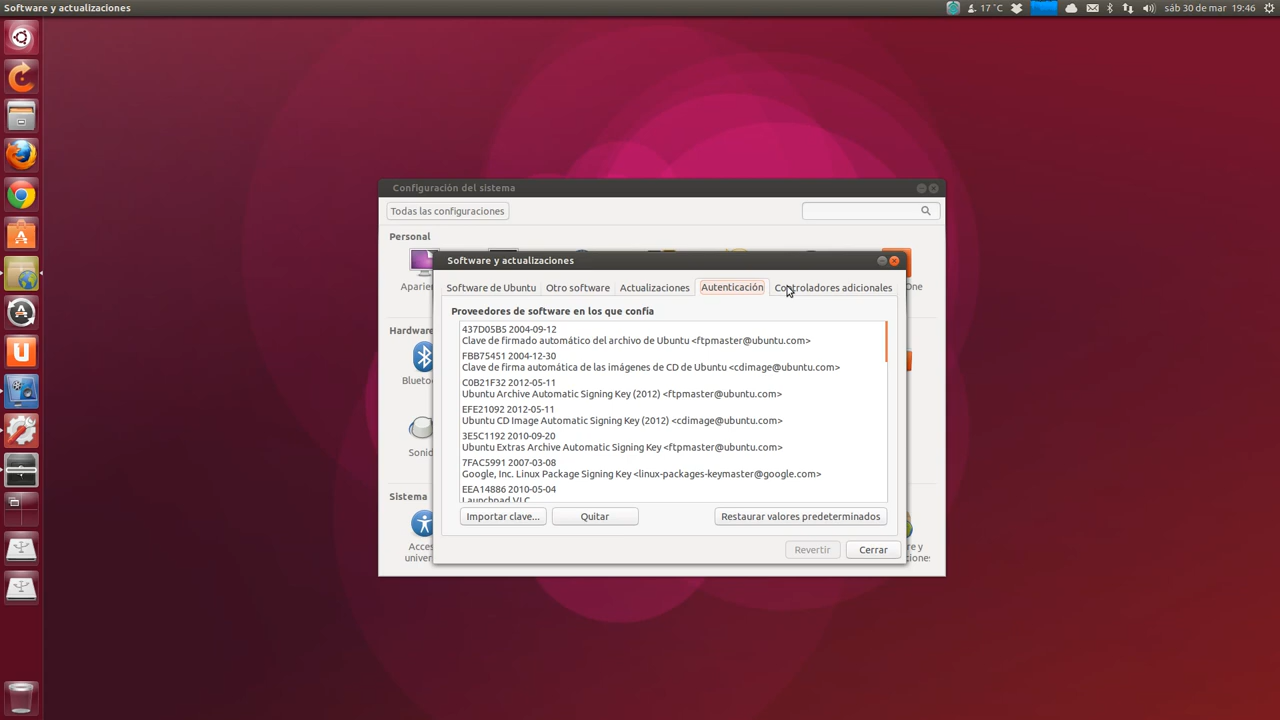 Software y actualizaciones
17 °C
sáb 30 de mar 19:46
Configuración del sistema
Todas las configuraciones
Personal
Aparien
One
Software y actualizaciones
Software de Ubuntu
Otro software
Actualizaciones
Autenticación
Controladores adicionales
Proveedores de software en los que confía
Hardware
437D05B5 2004-09-12
Clave de firmado automático del archivo de Ubuntu <ftpmaster@ubuntu.com>
FBB75451 2004-12-30
Clave de firma automática de las imágenes de CD de Ubuntu <cdimage@ubuntu.com>
Blueto
C0B21F32 2012-05-11
Ubuntu Archive Automatic Signing Key (2012) <ftpmaster@ubuntu.com>
EFE21092 2012-05-11
Ubuntu CD Image Automatic Signing Key (2012) <cdimage@ubuntu.com>
3E5C1192 2010-09-20
Ubuntu Extras Archive Automatic Signing Key <ftpmaster@ubuntu.com>
Sonid
7FAC5991 2007-03-08
Google, Inc. Linux Package Signing Key <linux-packages-keymaster@google.com>
EEA14886 2010-05-04
Launchpad VLC
Sistema
Importar clave...
Quitar
Restaurar valores predeterminados
Acces
univer
e y
iones
Revertir
Cerrar